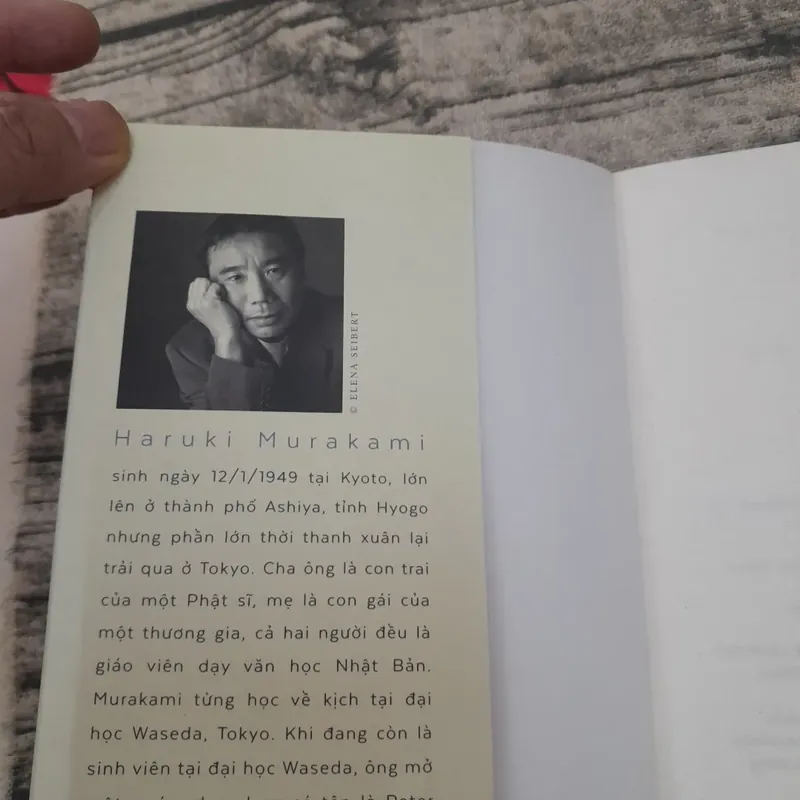 © ELENA SEIBERT
Haruki Murakami
sinh ngày 12/1/1949 tại Kyoto, lớn
lên ở thành phố Ashiya, tỉnh Hyogo
nhưng phần lớn thời thanh xuân lại
trải qua ở Tokyo. Cha ông là con trai
của một Phật sĩ, mẹ là con gái của
một thương gia, cả hai người đều là
giáo viên dạy văn học Nhật Bản.
Murakami từng học về kịch tại đại
học Waseda, Tokyo. Khi đang còn là
sinh viên tại đại học Waseda, ông mở
tên là Peter